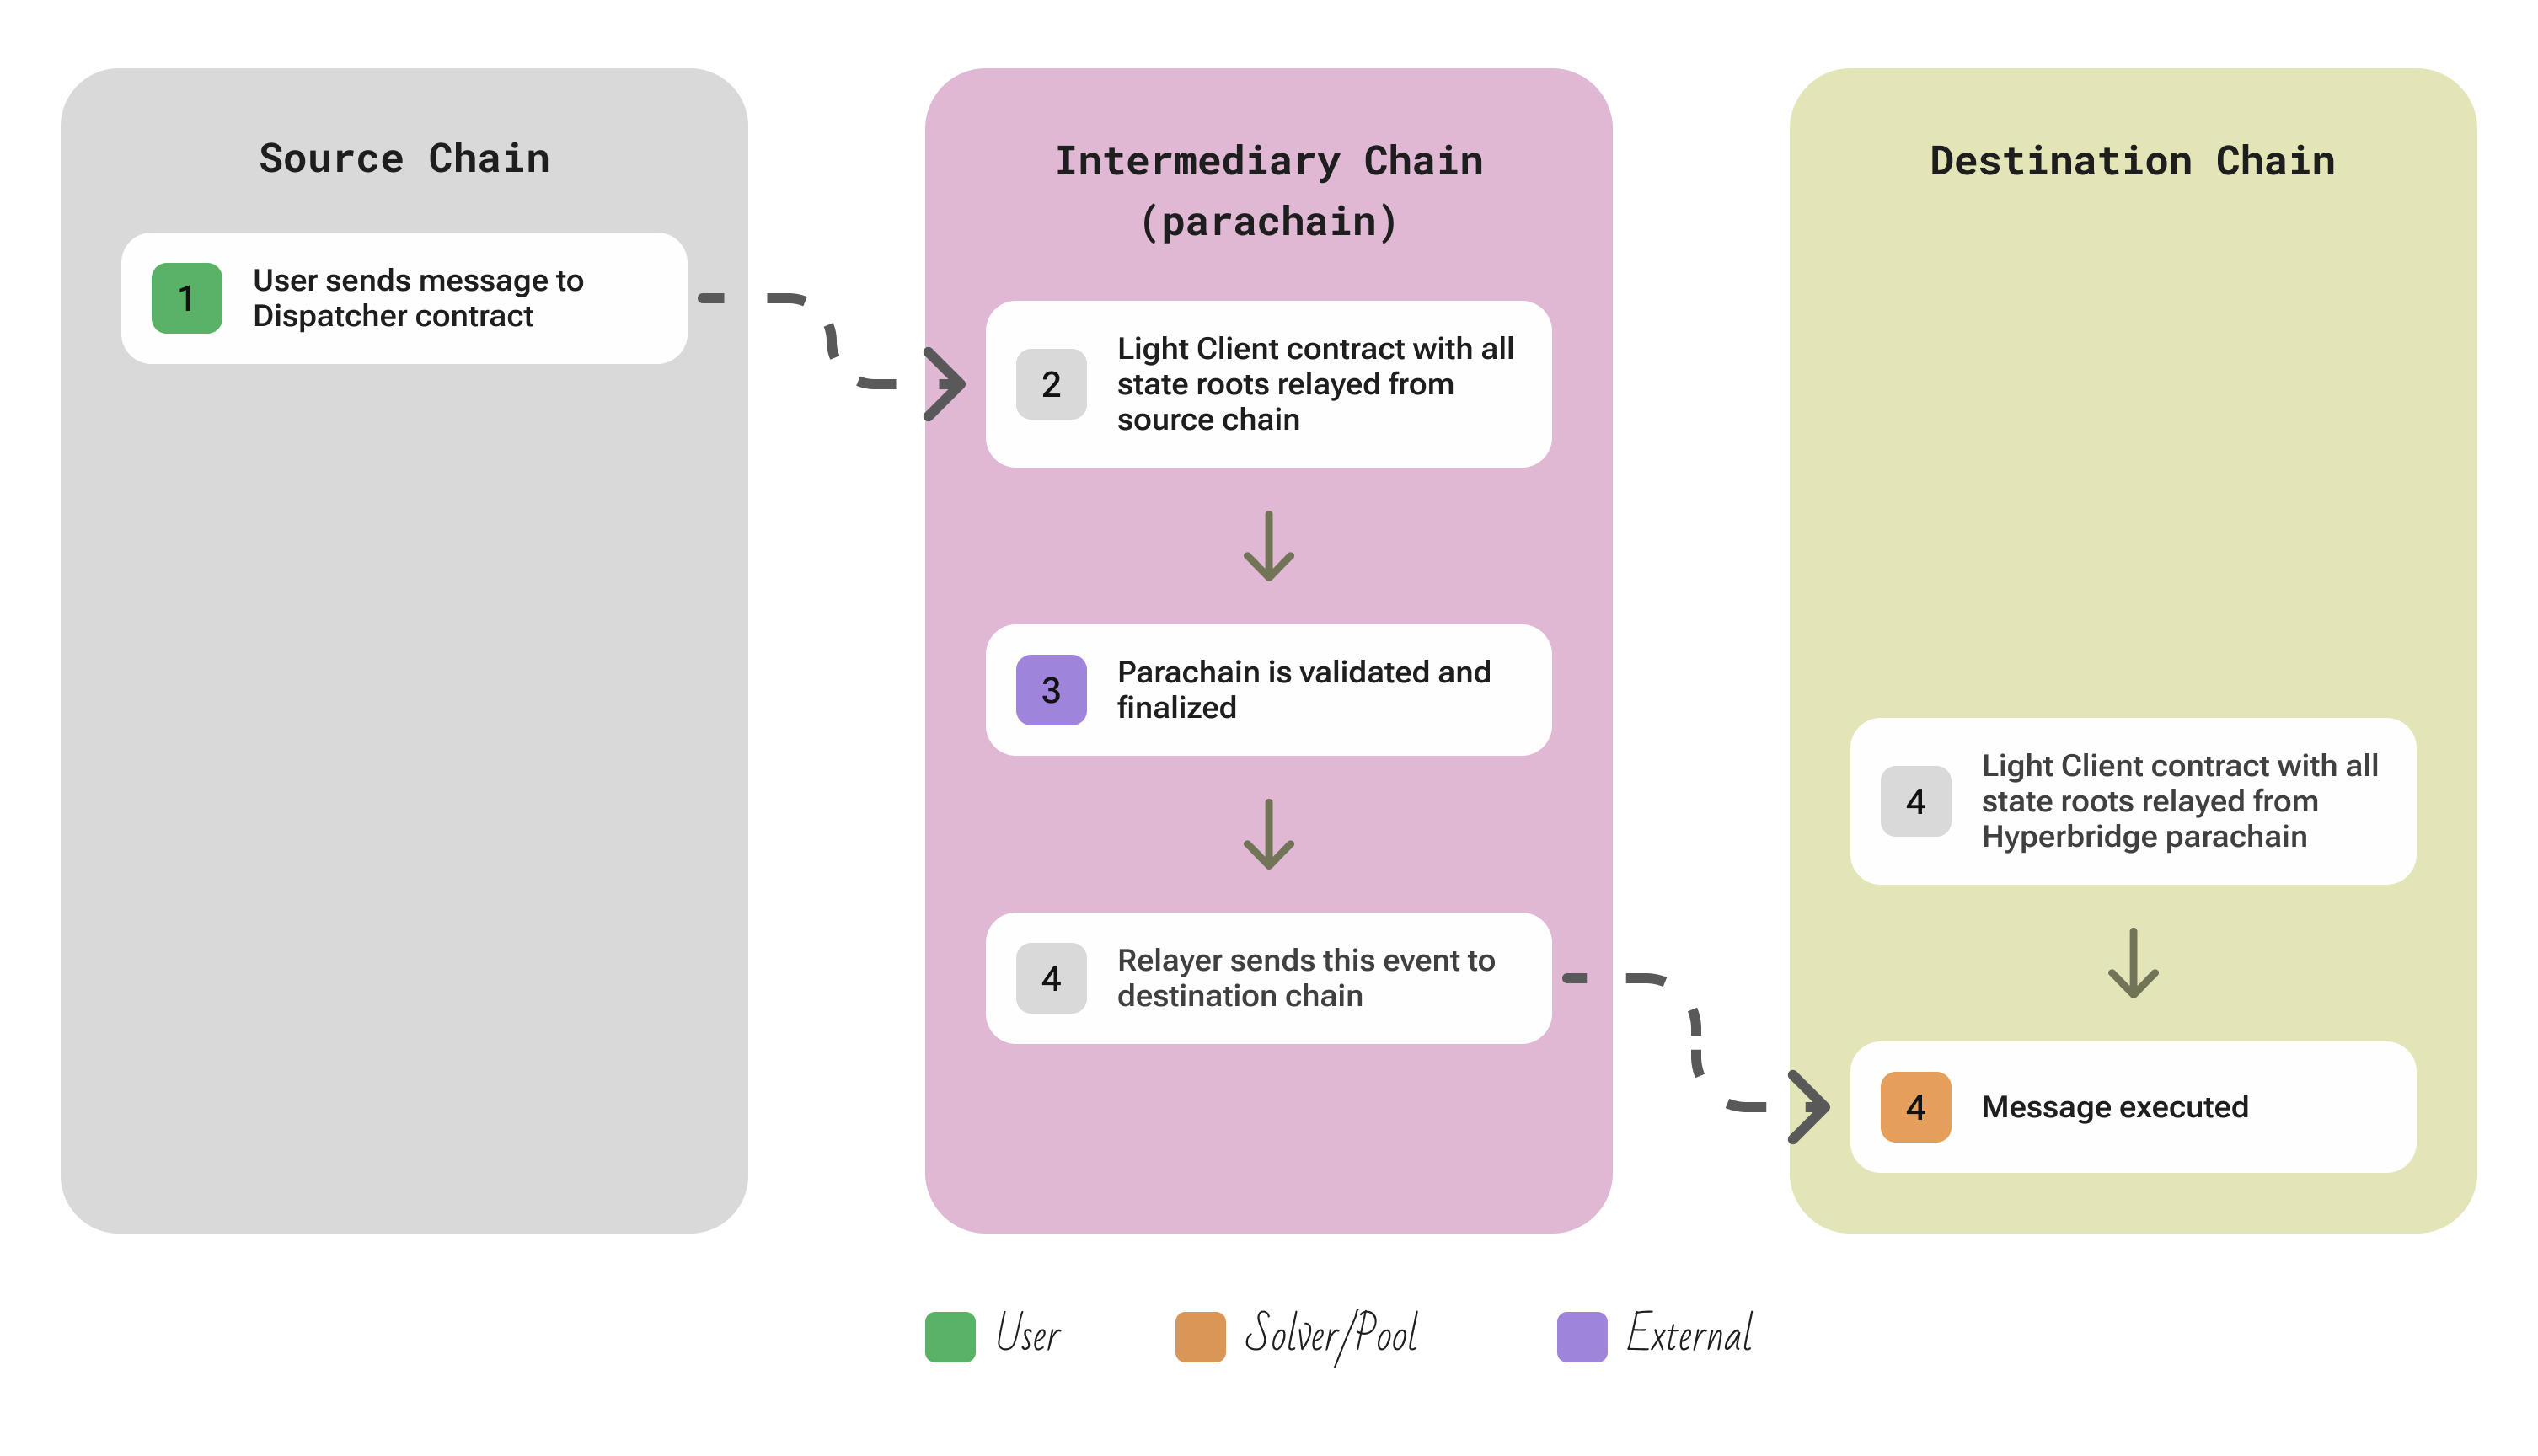 Source Chain
1
User sends message to
Dispatcher contract
Intermediary Chain
(parachain)
2
Light Client contract with all
state roots relayed from
source chain
3
Parachain is validated and
finalized
4
Relayer sends this event to
destination chain
Destination Chain
4
Light Client contract with all
state roots relayed from
Hyperbridge parachain
4
Message executed
User
Solver/Pool
External